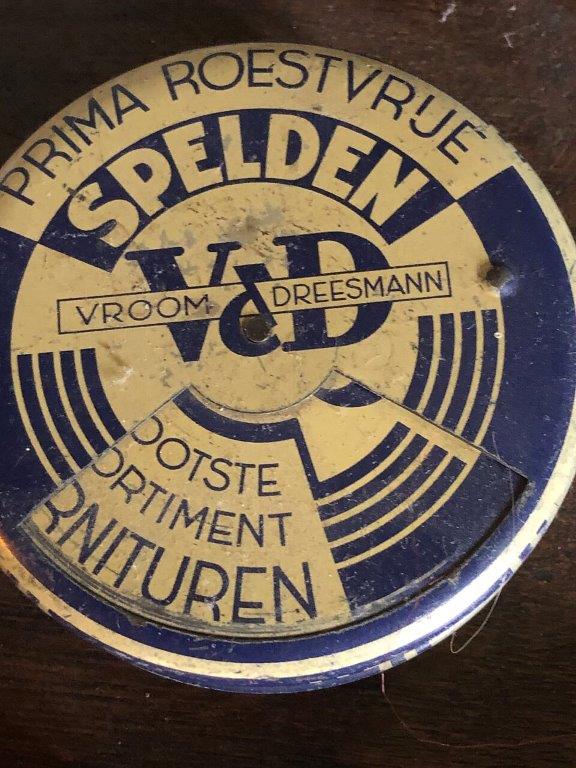 PRIMA ROESTVRIJE
SPELDEN
V&D
VROOM DREESMANN
OOTSTE
ORTIMENT
RNITUREN